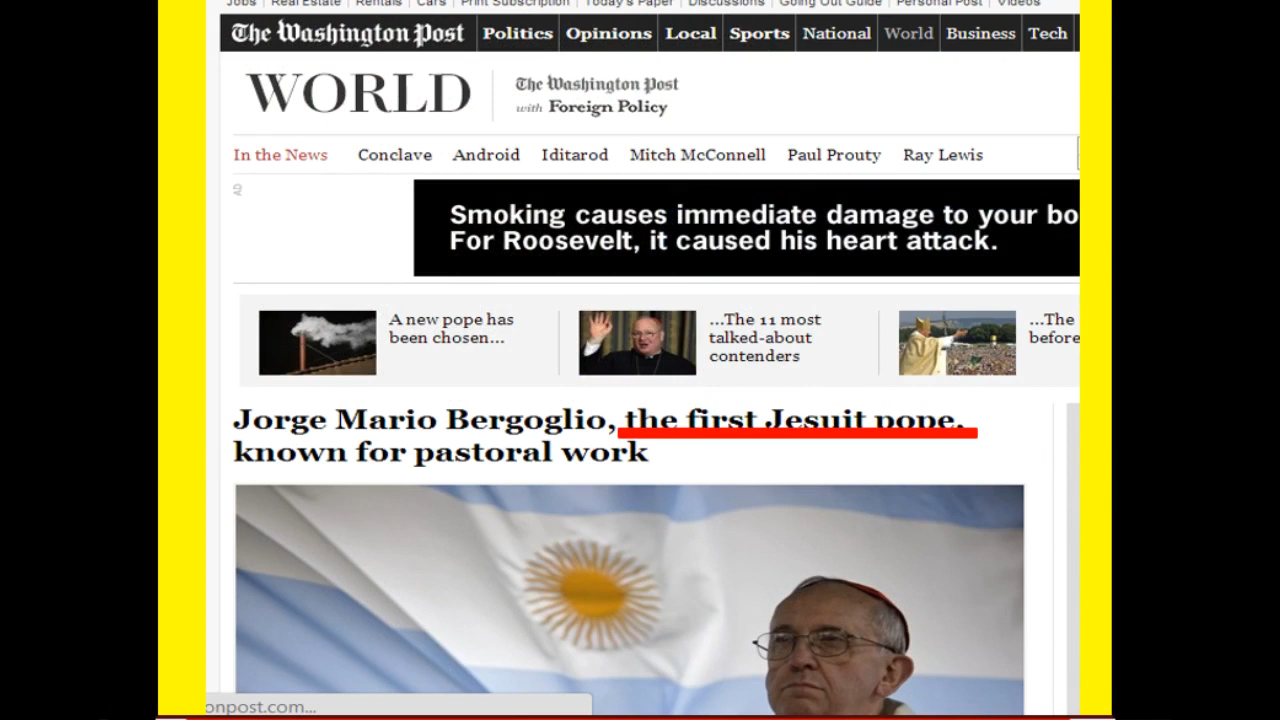 Jobs Real Estate Rentals Cars Print Subscription Today's Paper Discussions Going Out Guide Personal Post Videos
The Washington Post Politics Opinions Local Sports National World Business Tech
WORLD
The Washington Post
with Foreign Policy
In the News Conclave Android Iditarod Mitch McConnell Paul Prouty Ray Lewis
AD
Smoking causes immediate damage to your bo
For Roosevelt, it caused his heart attack.
A new pope has
been chosen...
...The 11 most
talked-about
contenders
...The
before
Jorge Mario Bergoglio, the first Jesuit pope,
known for pastoral work
onpost.com...